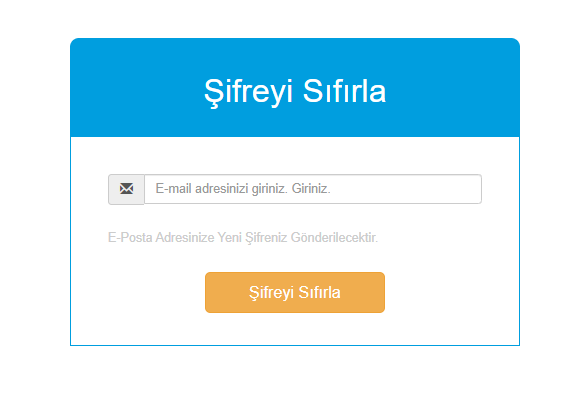 Şifreyi Sıfırla
E-mail adresinizi giriniz. Giriniz.
E-Posta Adresinize Yeni Şifreniz Gönderilecektir.
Şifreyi Sıfırla